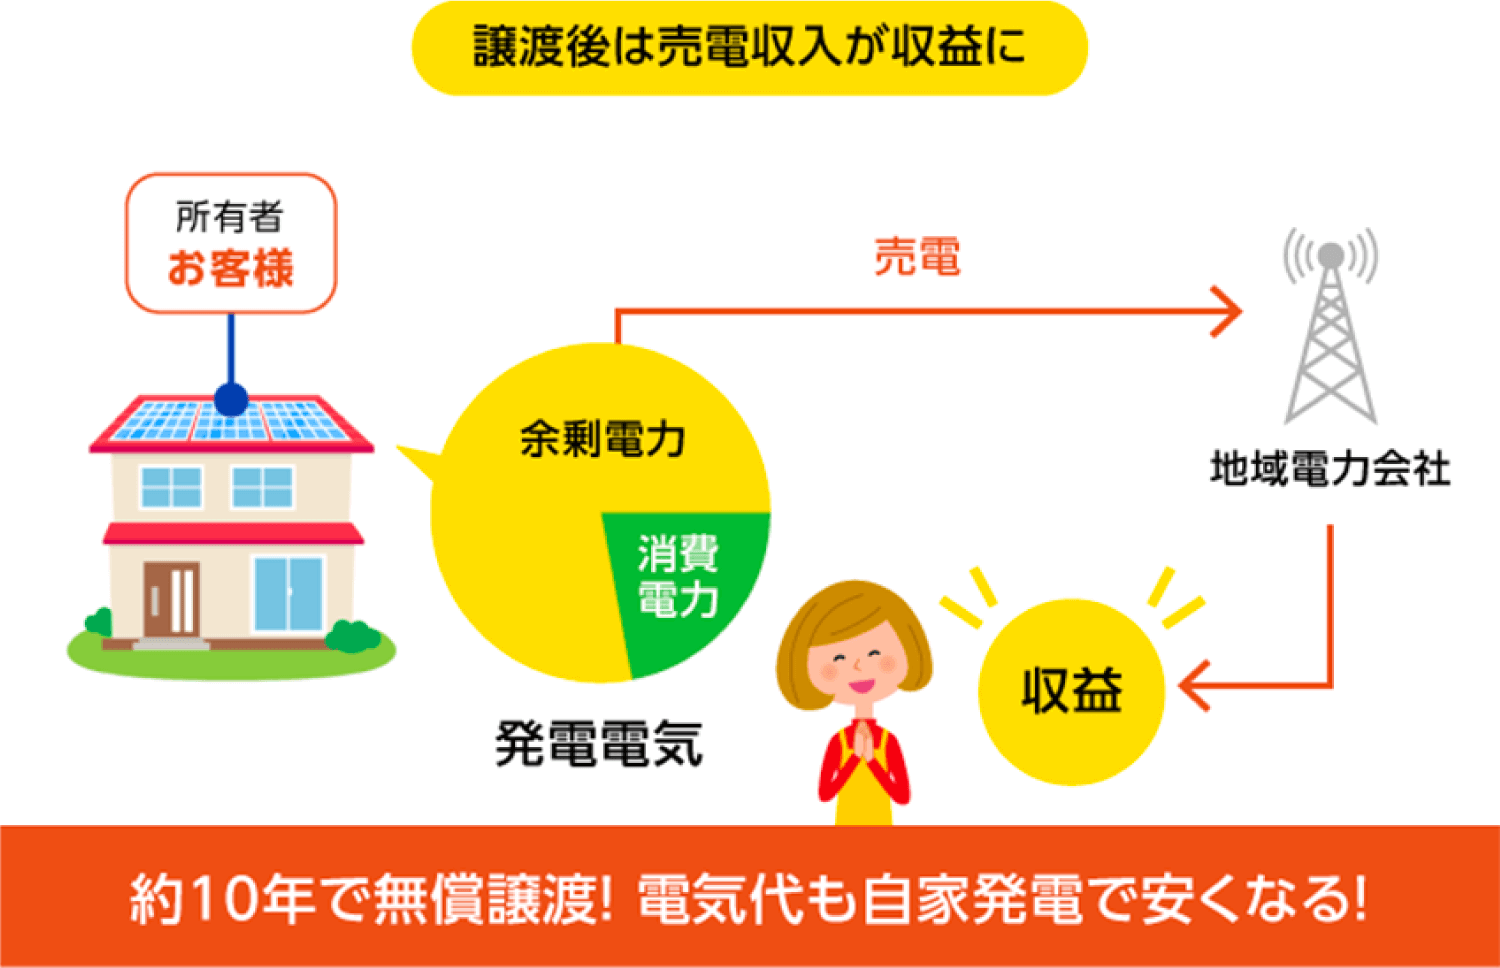 譲渡後は売電収入が収益に
所有者
お客様
売電
余剰電力
消費
電力
地域電力会社
収益
発電電気
約10年で無償譲渡! 電気代も自家発電で安くなる!